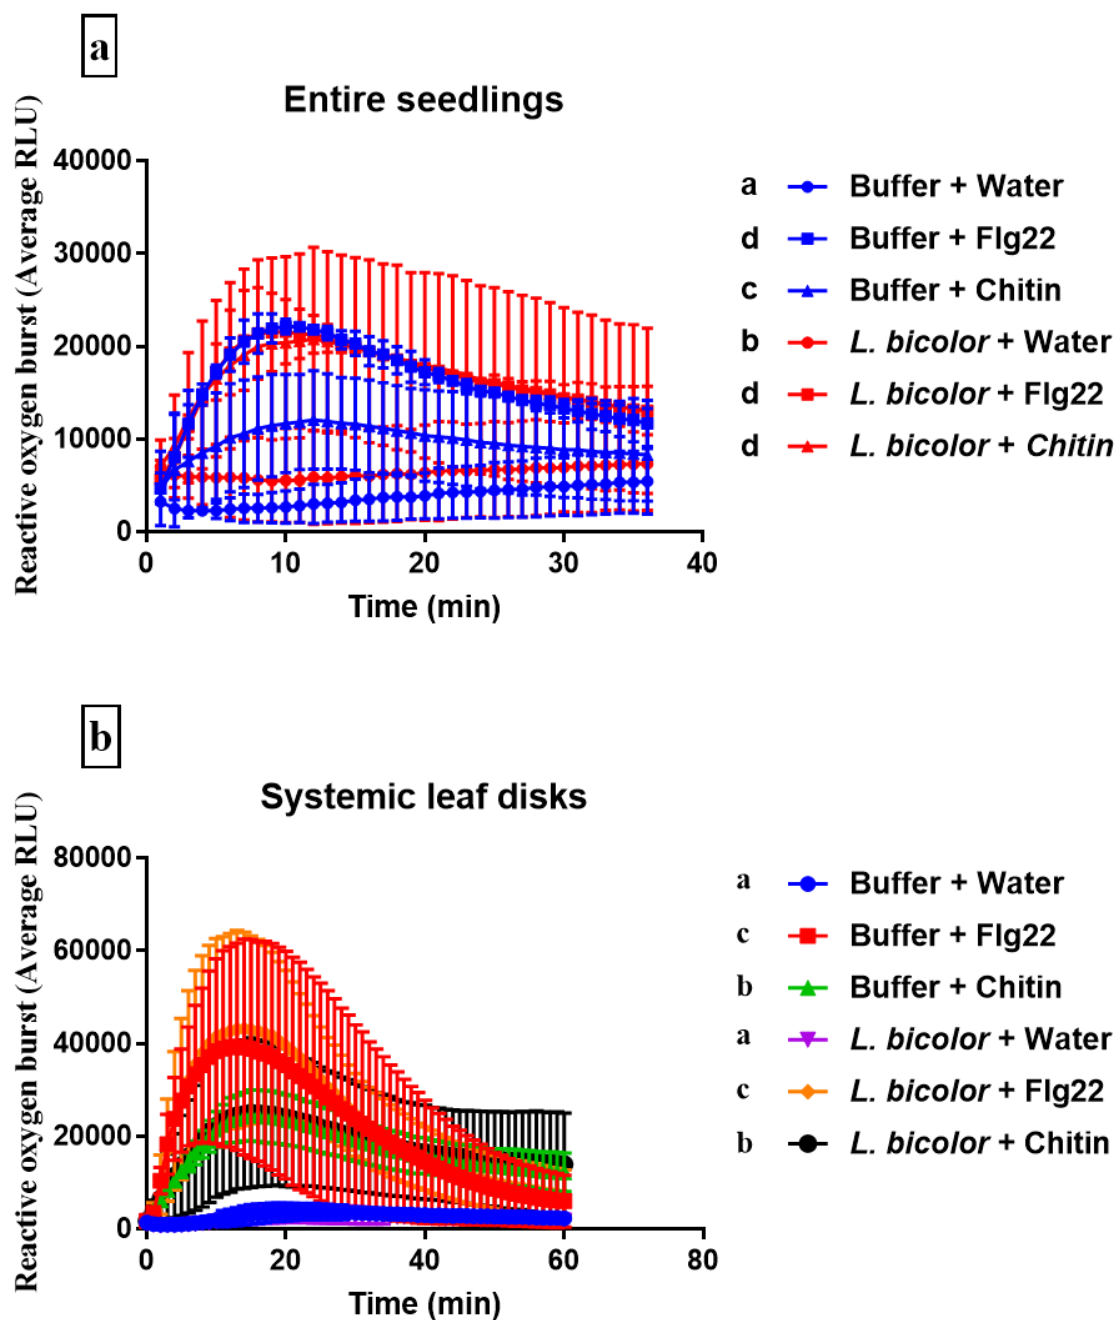 a
Entire seedlings
Reactive oxygen burst (Average RLU)
40000
30000
20000
10000
0
0 10 20 30 40
Time (min)
a Buffer + Water
d Buffer + Flg22
c Buffer + Chitin
b L. bicolor + Water
d L. bicolor + Flg22
d L. bicolor + Chitin
b
Systemic leaf disks
Reactive oxygen burst (Average RLU)
80000
60000
40000
20000
0
0 20 40 60 80
Time (min)
a Buffer + Water
c Buffer + Flg22
b Buffer + Chitin
a L. bicolor + Water
c L. bicolor + Flg22
b L. bicolor + Chitin